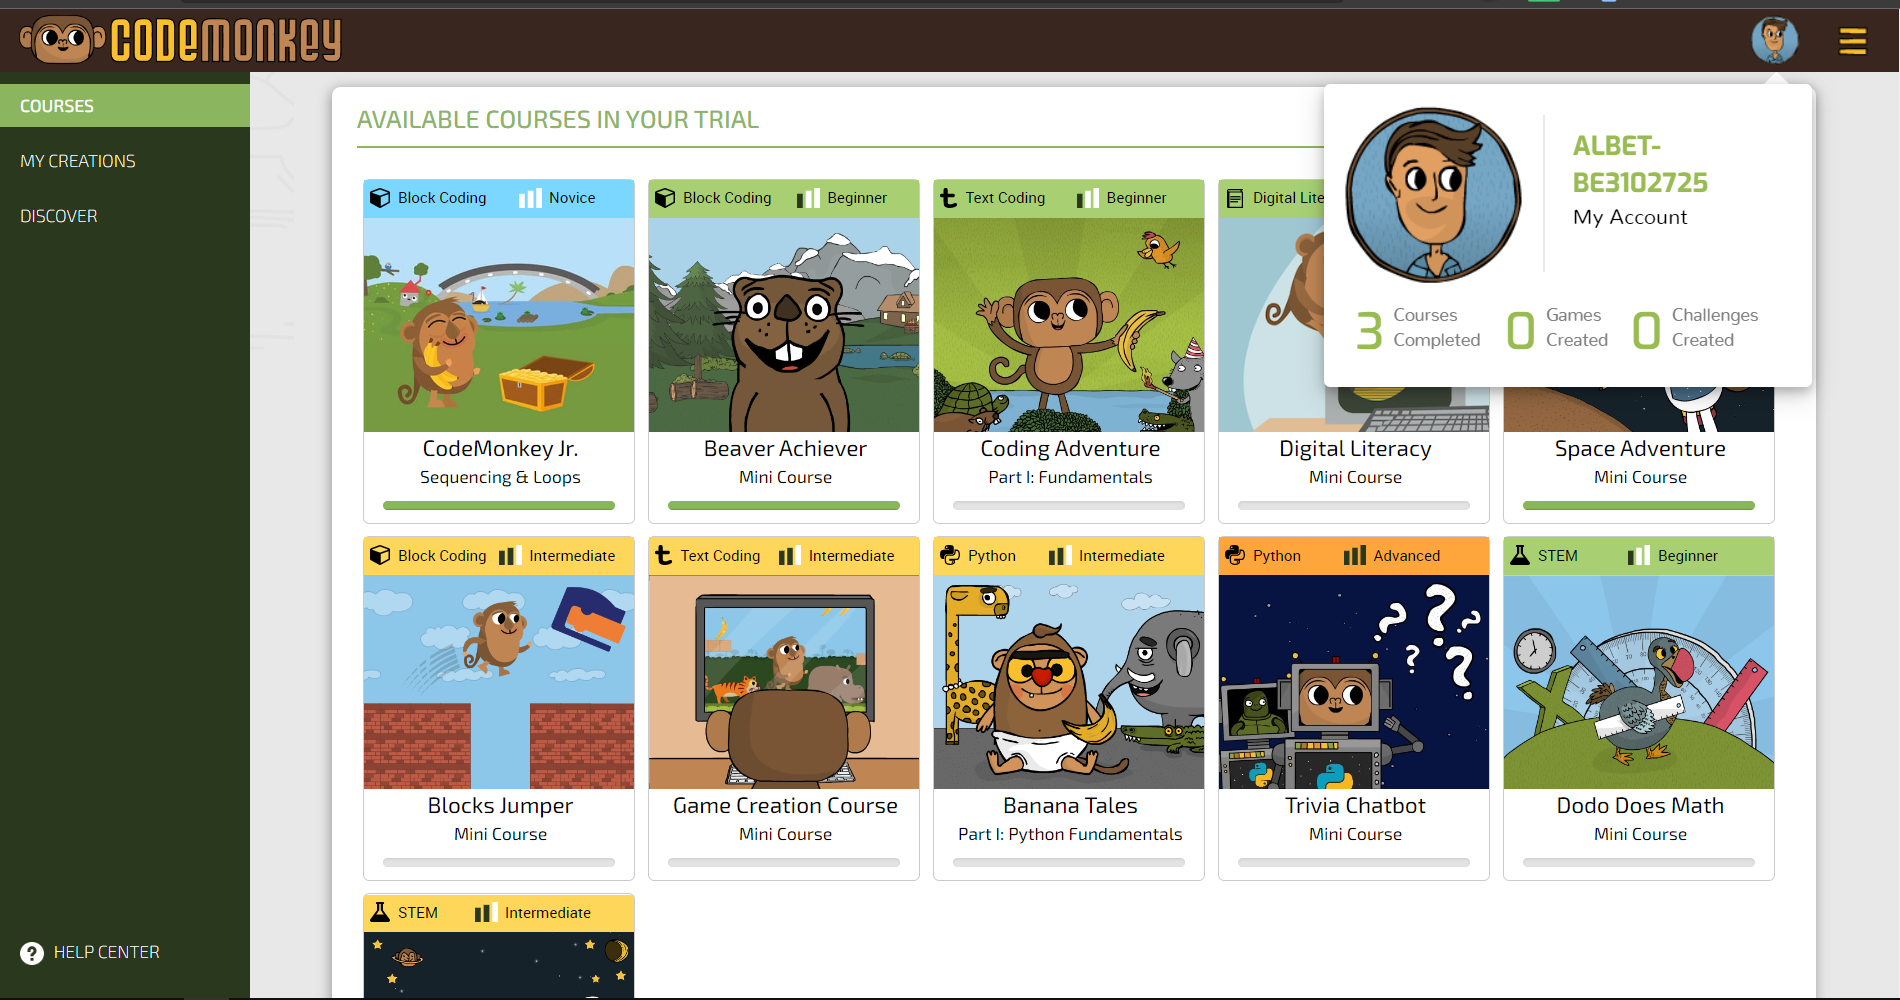 CODEMONKEY
COURSES
MY CREATIONS
DISCOVER
HELP CENTER
AVAILABLE COURSES IN YOUR TRIAL
ALBET-
BE3102725
My Account
3 Courses Completed
0 Games Created
0 Challenges Created
Block Coding Novice
CodeMonkey Jr.
Sequencing & Loops
Block Coding Beginner
Beaver Achiever
Mini Course
Text Coding Beginner
Coding Adventure
Part I: Fundamentals
Digital Lite
Digital Literacy
Mini Course
Space Adventure
Mini Course
Block Coding Intermediate
Blocks Jumper
Mini Course
Text Coding Intermediate
Game Creation Course
Mini Course
Python Intermediate
Banana Tales
Part I: Python Fundamentals
Python Advanced
Trivia Chatbot
Mini Course
STEM Beginner
Dodo Does Math
Mini Course
STEM Intermediate